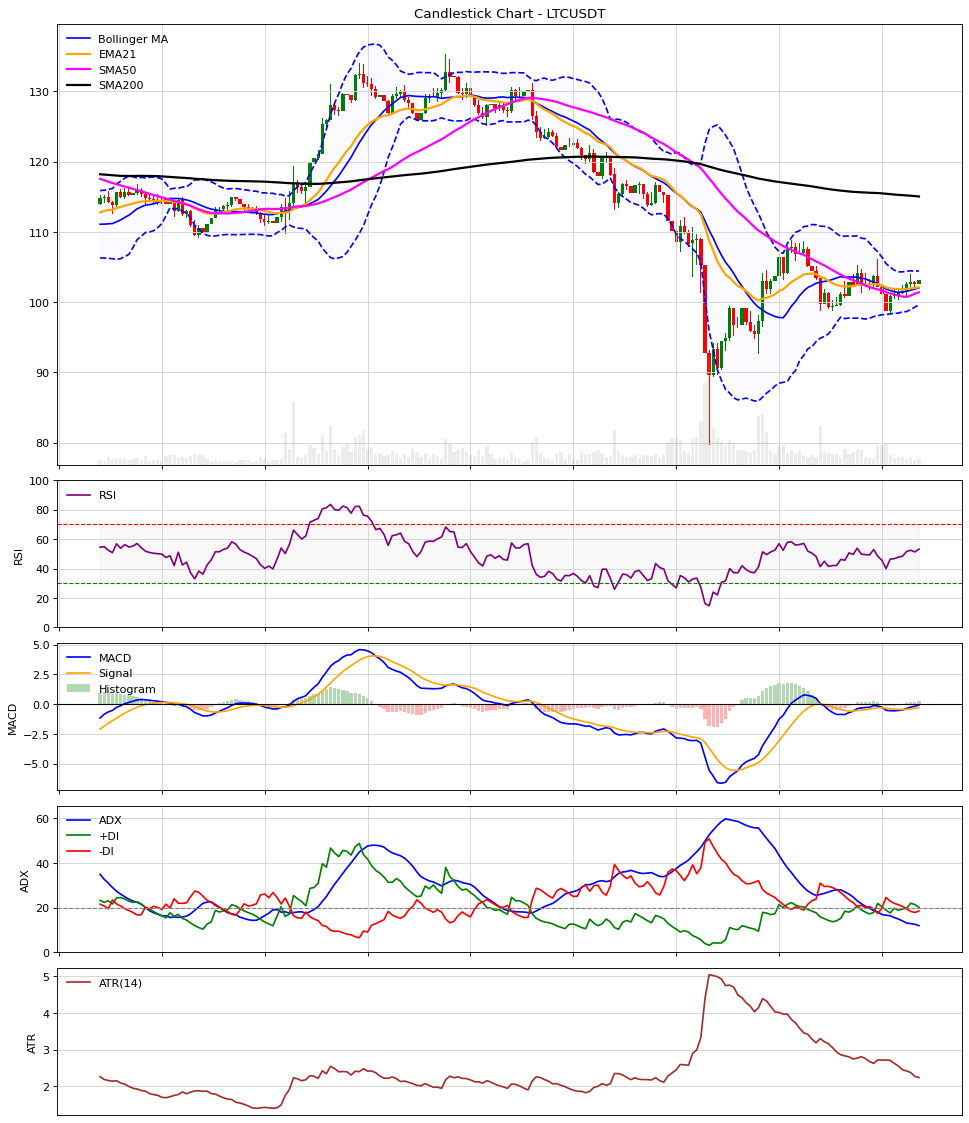 Candlestick Chart - LTCUSDT
Bollinger MA
EMA21
SMA50
SMA200
130
120
110
100
90
80
RSI
100
80
60
40
20
0
RSI
MACD
Signal
Histogram
5.0
2.5
0.0
−2.5
−5.0
MACD
ADX
+DI
-DI
60
40
20
0
ADX
ATR(14)
5
4
3
2
ATR